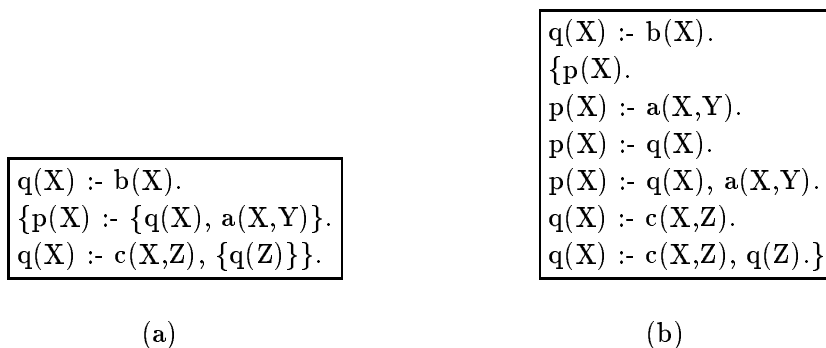 q(X) :- b(X).
{p(X) :- {q(X), a(X,Y)}.
q(X) :- c(X,Z), {q(Z)}}.
(a)
q(X) :- b(X).
{p(X).
p(X) :- a(X,Y).
p(X) :- q(X).
p(X) :- q(X), a(X,Y).
q(X) :- c(X,Z).
q(X) :- c(X,Z), q(Z).}
(b)